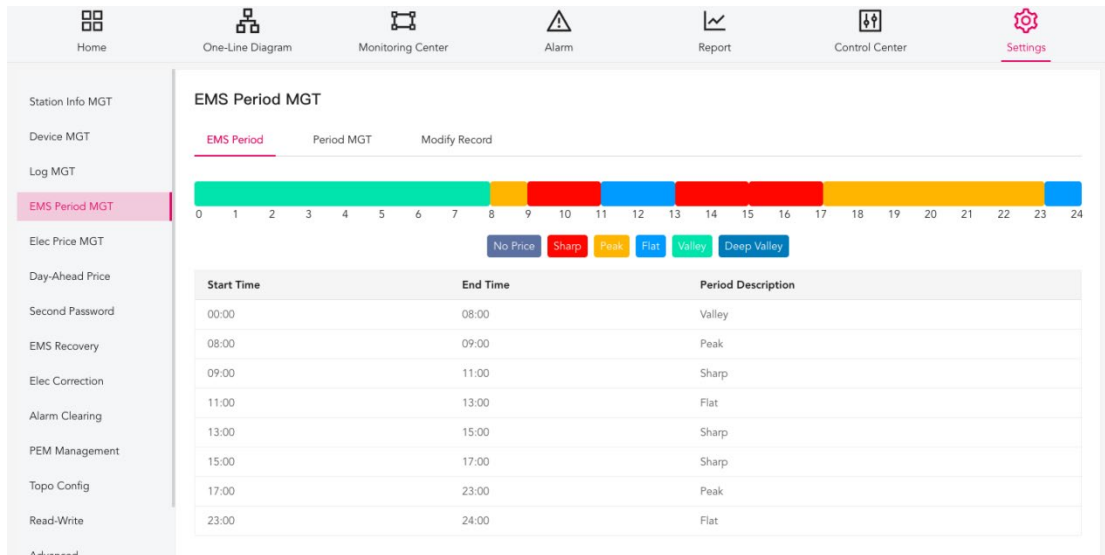 Home One-Line Diagram Monitoring Center Alarm Report Control Center Settings
Station Info MGT
Device MGT
Log MGT
EMS Period MGT
Elec Price MGT
Day-Ahead Price
Second Password
EMS Recovery
Elec Correction
Alarm Clearing
PEM Management
Topo Config
Read-Write
Advanced
EMS Period MGT
EMS Period Period MGT Modify Record
0 1 2 3 4 5 6 7 8 9 10 11 12 13 14 15 16 17 18 19 20 21 22 23 24
No Price Sharp Peak Flat Valley Deep Valley
Start Time End Time Period Description
00:00 08:00 Valley
08:00 09:00 Peak
09:00 11:00 Sharp
11:00 13:00 Flat
13:00 15:00 Sharp
15:00 17:00 Sharp
17:00 23:00 Peak
23:00 24:00 Flat